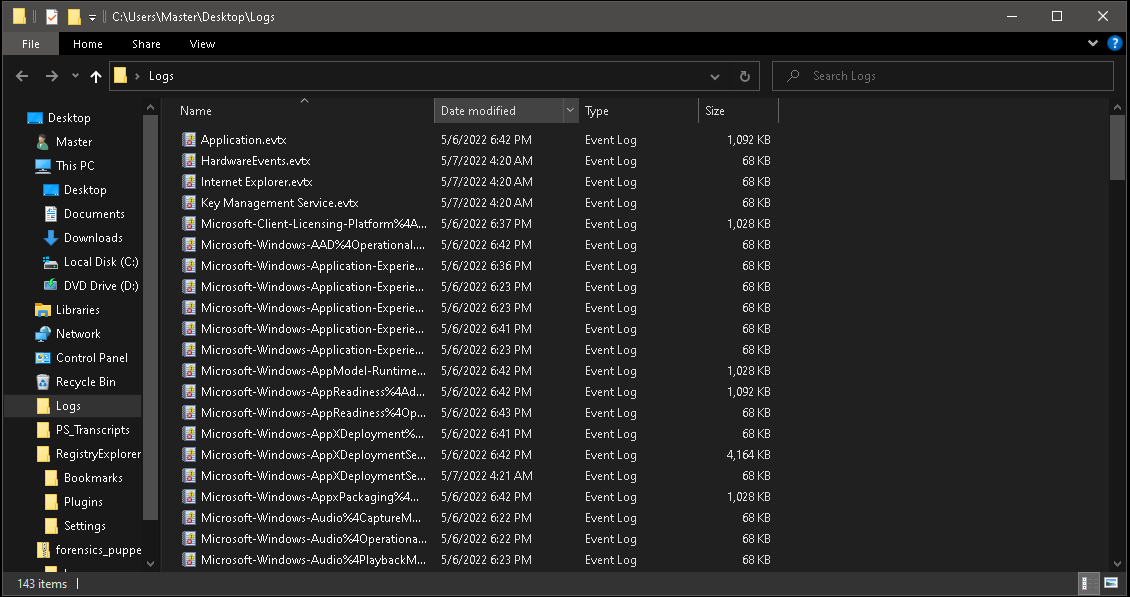 C:\Users\Master\Desktop\Logs
File Home Share View
Logs
Search Logs
Desktop
Master
This PC
Desktop
Documents
Downloads
Local Disk (C:)
DVD Drive (D:)
Libraries
Network
Control Panel
Recycle Bin
Logs
PS_Transcripts
RegistryExplorer
Bookmarks
Plugins
Settings
forensics_puppe
Name Date modified Type Size
Application.evtx 5/6/2022 6:42 PM Event Log 1,092 KB
HardwareEvents.evtx 5/7/2022 4:20 AM Event Log 68 KB
Internet Explorer.evtx 5/7/2022 4:20 AM Event Log 68 KB
Key Management Service.evtx 5/7/2022 4:20 AM Event Log 68 KB
Microsoft-Client-Licensing-Platform%4A... 5/6/2022 6:37 PM Event Log 1,028 KB
Microsoft-Windows-AAD%4Operational.... 5/6/2022 6:42 PM Event Log 68 KB
Microsoft-Windows-Application-Experie... 5/6/2022 6:36 PM Event Log 68 KB
Microsoft-Windows-Application-Experie... 5/6/2022 6:23 PM Event Log 68 KB
Microsoft-Windows-Application-Experie... 5/6/2022 6:23 PM Event Log 68 KB
Microsoft-Windows-Application-Experie... 5/6/2022 6:41 PM Event Log 68 KB
Microsoft-Windows-Application-Experie... 5/6/2022 6:23 PM Event Log 68 KB
Microsoft-Windows-AppModel-Runtime... 5/6/2022 6:42 PM Event Log 1,028 KB
Microsoft-Windows-AppReadiness%4Ad... 5/6/2022 6:42 PM Event Log 1,092 KB
Microsoft-Windows-AppReadiness%4Op... 5/6/2022 6:43 PM Event Log 68 KB
Microsoft-Windows-AppXDeployment%... 5/6/2022 6:41 PM Event Log 68 KB
Microsoft-Windows-AppXDeploymentSe... 5/6/2022 6:42 PM Event Log 4,164 KB
Microsoft-Windows-AppXDeploymentSe... 5/7/2022 4:21 AM Event Log 68 KB
Microsoft-Windows-AppxPackaging%4... 5/6/2022 6:42 PM Event Log 1,028 KB
Microsoft-Windows-Audio%4CaptureM... 5/6/2022 6:22 PM Event Log 68 KB
Microsoft-Windows-Audio%4Operationa... 5/6/2022 6:22 PM Event Log 68 KB
Microsoft-Windows-Audio%4PlaybackM... 5/6/2022 6:23 PM Event Log 68 KB
143 items